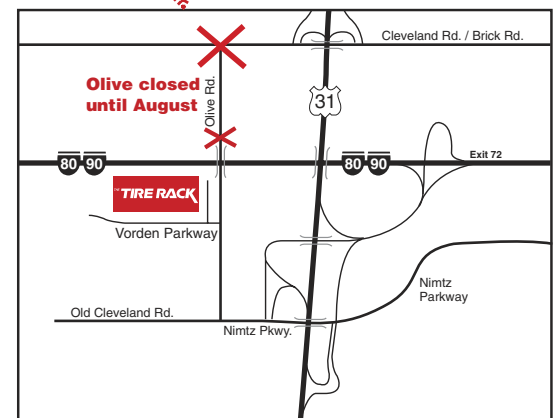 Cleveland Rd. / Brick Rd.
Olive closed
until August
Olive Rd.
31
80 90
80 90
Exit 72
TIRE RACK
Vorden Parkway
Nimtz
Parkway
Old Cleveland Rd.
Nimtz Pkwy.